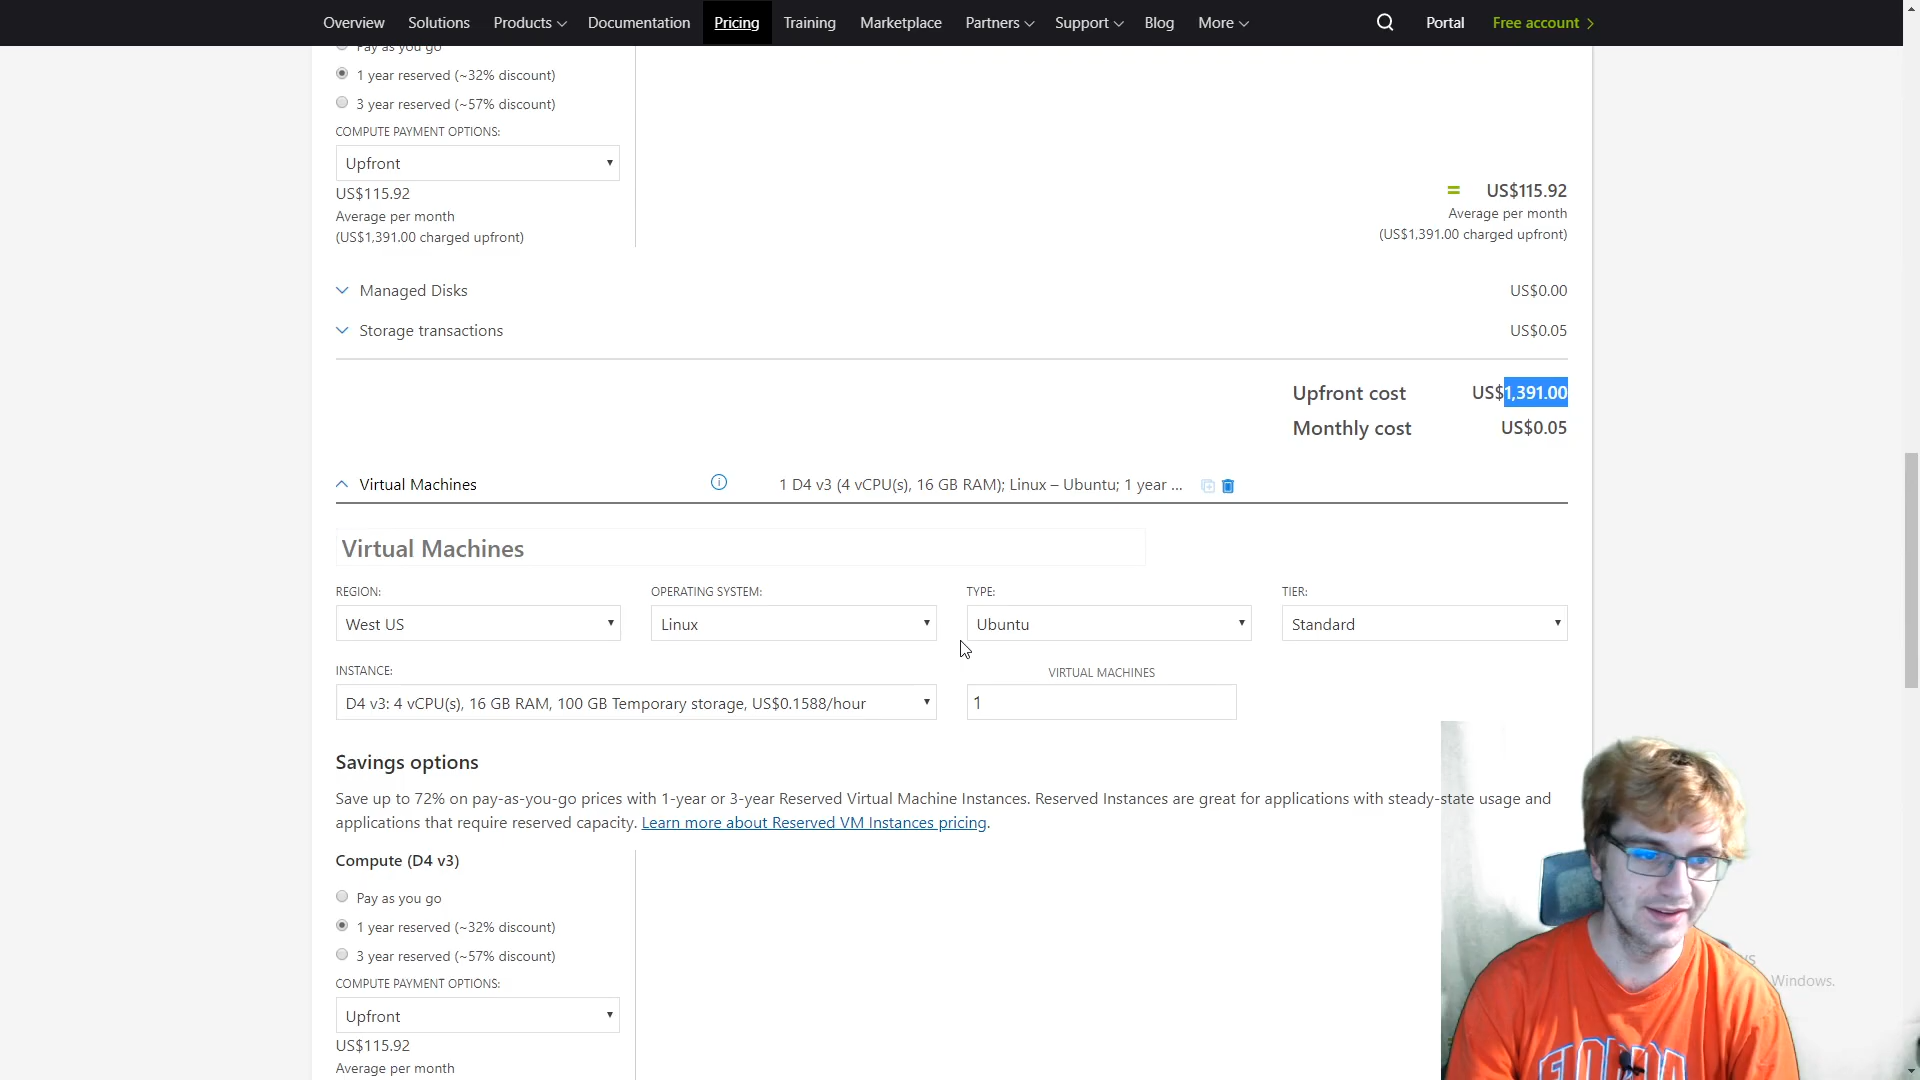 Overview Solutions Products Documentation Pricing Training Marketplace Partners Support Blog More Portal Free account
Pay as you go
1 year reserved (~32% discount)
3 year reserved (~57% discount)
COMPUTE PAYMENT OPTIONS:
Upfront
US$115.92
Average per month
(US$1,391.00 charged upfront)
= US$115.92
Average per month
(US$1,391.00 charged upfront)
Managed Disks US$0.00
Storage transactions US$0.05
Upfront cost US$1,391.00
Monthly cost US$0.05
Virtual Machines 1 D4 v3 (4 vCPU(s), 16 GB RAM); Linux – Ubuntu; 1 year ...
Virtual Machines
REGION: OPERATING SYSTEM: TYPE: TIER:
West US Linux Ubuntu Standard
INSTANCE: VIRTUAL MACHINES
D4 v3: 4 vCPU(s), 16 GB RAM, 100 GB Temporary storage, US$0.1588/hour 1
Savings options
Save up to 72% on pay-as-you-go prices with 1-year or 3-year Reserved Virtual Machine Instances. Reserved Instances are great for applications with steady-state usage and
applications that require reserved capacity. Learn more about Reserved VM Instances pricing.
Compute (D4 v3)
Pay as you go
1 year reserved (~32% discount)
3 year reserved (~57% discount)
COMPUTE PAYMENT OPTIONS:
Upfront
US$115.92
Average per month
Windows.